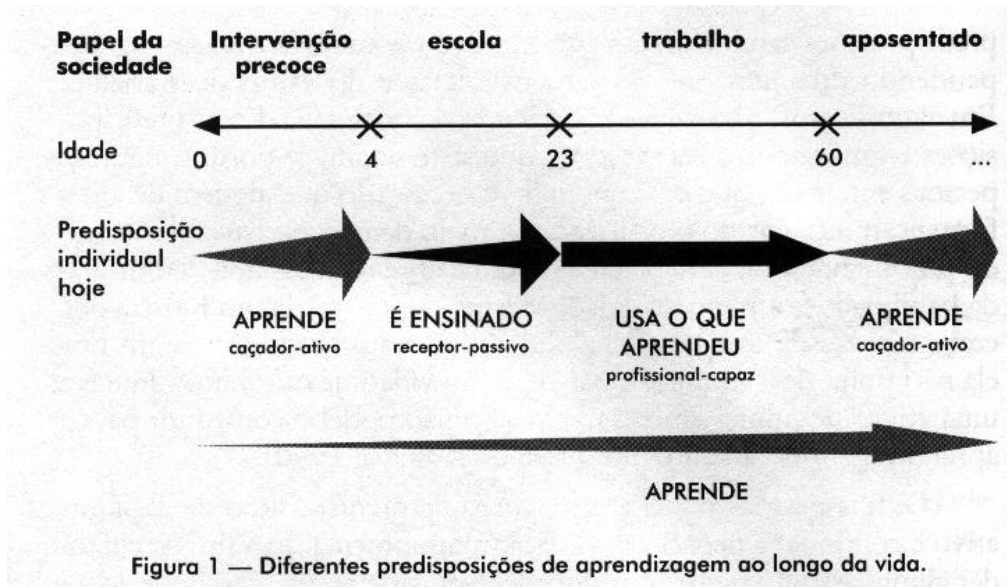 Papel da sociedade
Intervenção precoce
escola
trabalho
aposentado
Idade
0 4 23 60 ...
Predisposição individual hoje
APRENDE
caçador-ativo
É ENSINADO
receptor-passivo
USA O QUE APRENDEU
profissional-capaz
APRENDE
caçador-ativo
APRENDE
Figura 1 — Diferentes predisposições de aprendizagem ao longo da vida.